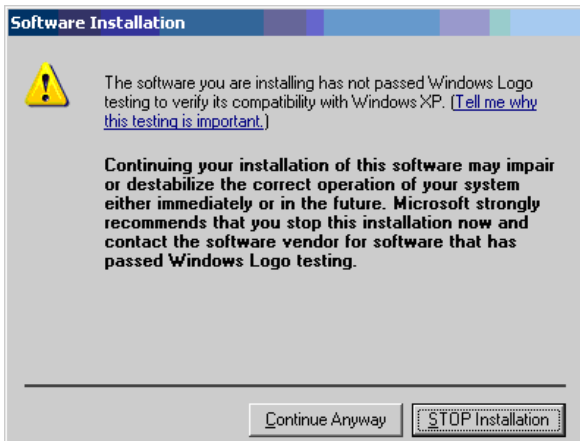 Software Installation
The software you are installing has not passed Windows Logo
testing to verify its compatibility with Windows XP. (Tell me why
this testing is important.)
Continuing your installation of this software may impair
or destabilize the correct operation of your system
either immediately or in the future. Microsoft strongly
recommends that you stop this installation now and
contact the software vendor for software that has
passed Windows Logo testing.
Continue Anyway
STOP Installation